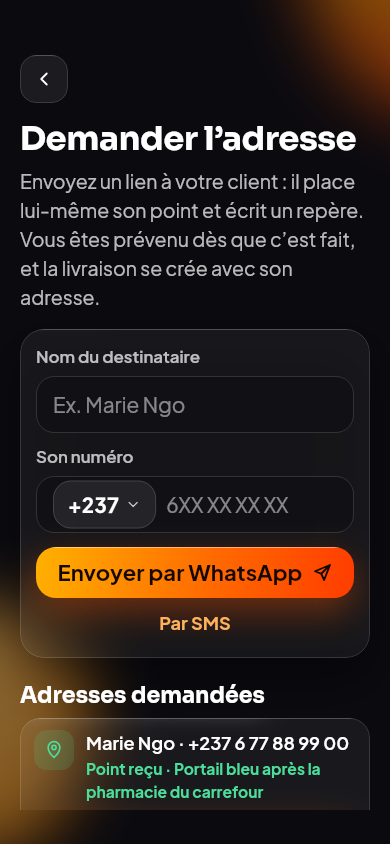 Demander l’adresse
Envoyez un lien à votre client : il place
lui-même son point et écrit un repère.
Vous êtes prévenu dès que c’est fait,
et la livraison se crée avec son
adresse.
Nom du destinataire
Ex. Marie Ngo
Son numéro
+237 6XX XX XX XX
Envoyer par WhatsApp
Par SMS
Adresses demandées
Marie Ngo · +237 6 77 88 99 00
Point reçu · Portail bleu après la
pharmacie du carrefour